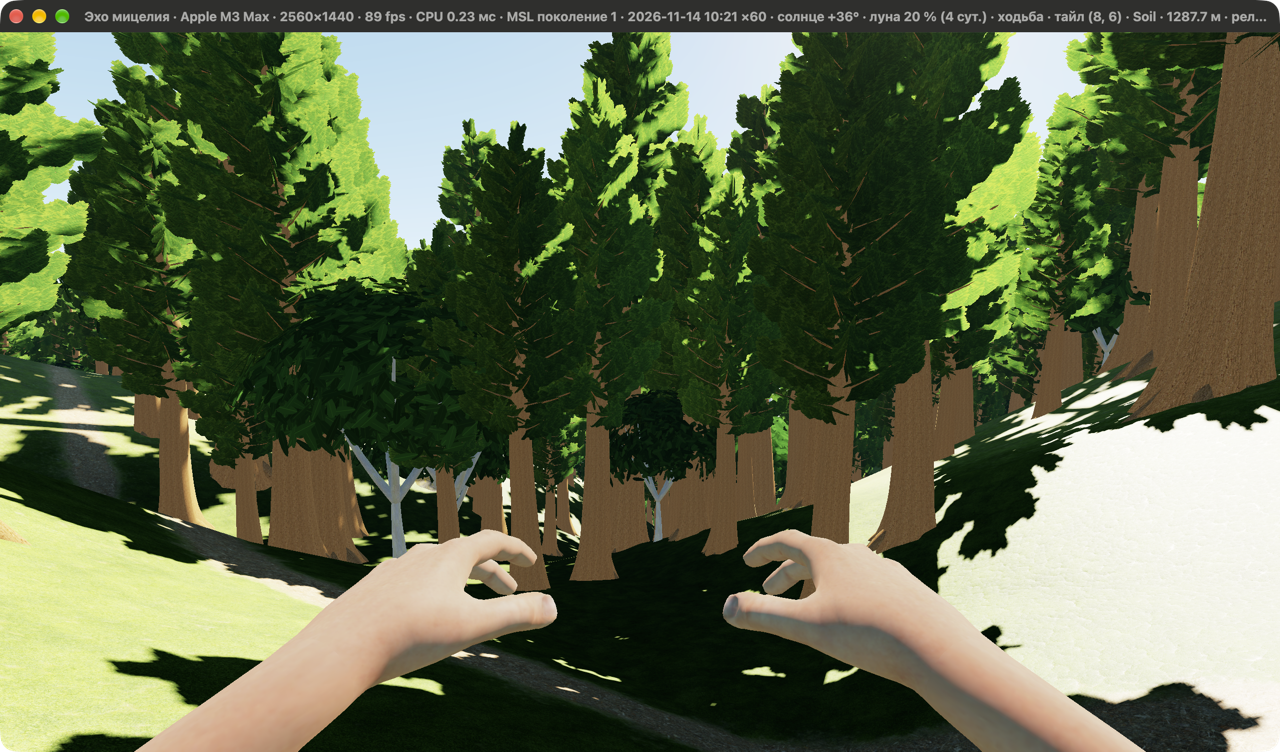 Эхо мицелия · Apple M3 Max · 2560×1440 · 89 fps · CPU 0.23 мс · MSL поколение 1 · 2026-11-14 10:21 ×60 · солнце +36° · луна 20 % (4 сут.) · ходьба · тайл (8, 6) · Soil · 1287.7 м · рел...